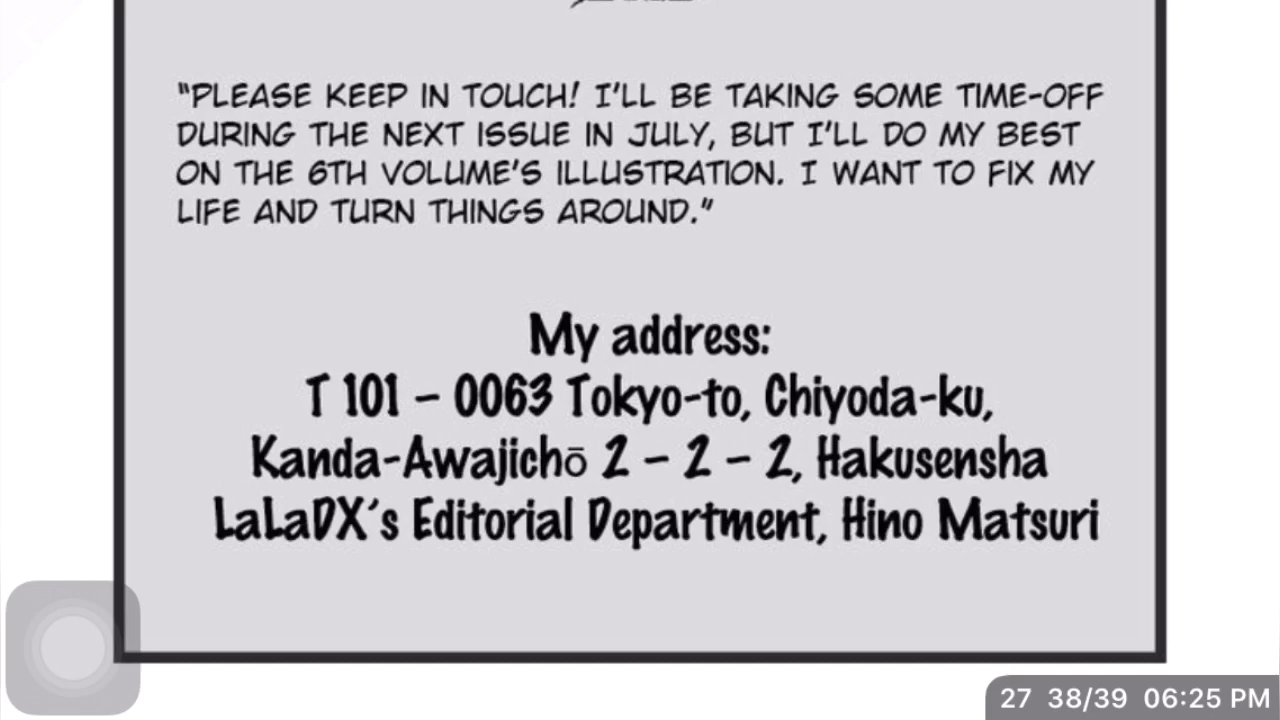 "PLEASE KEEP IN TOUCH! I'LL BE TAKING SOME TIME-OFF
DURING THE NEXT ISSUE IN JULY, BUT I'LL DO MY BEST
ON THE 6TH VOLUME'S ILLUSTRATION. I WANT TO FIX MY
LIFE AND TURN THINGS AROUND."
My address:
T 101 – 0063 Tokyo-to, Chiyoda-ku,
Kanda-Awajichō 2 – 2 – 2, Hakusensha
LaLaDX´s Editorial Department, Hino Matsuri
27 38/39 06:25 PM